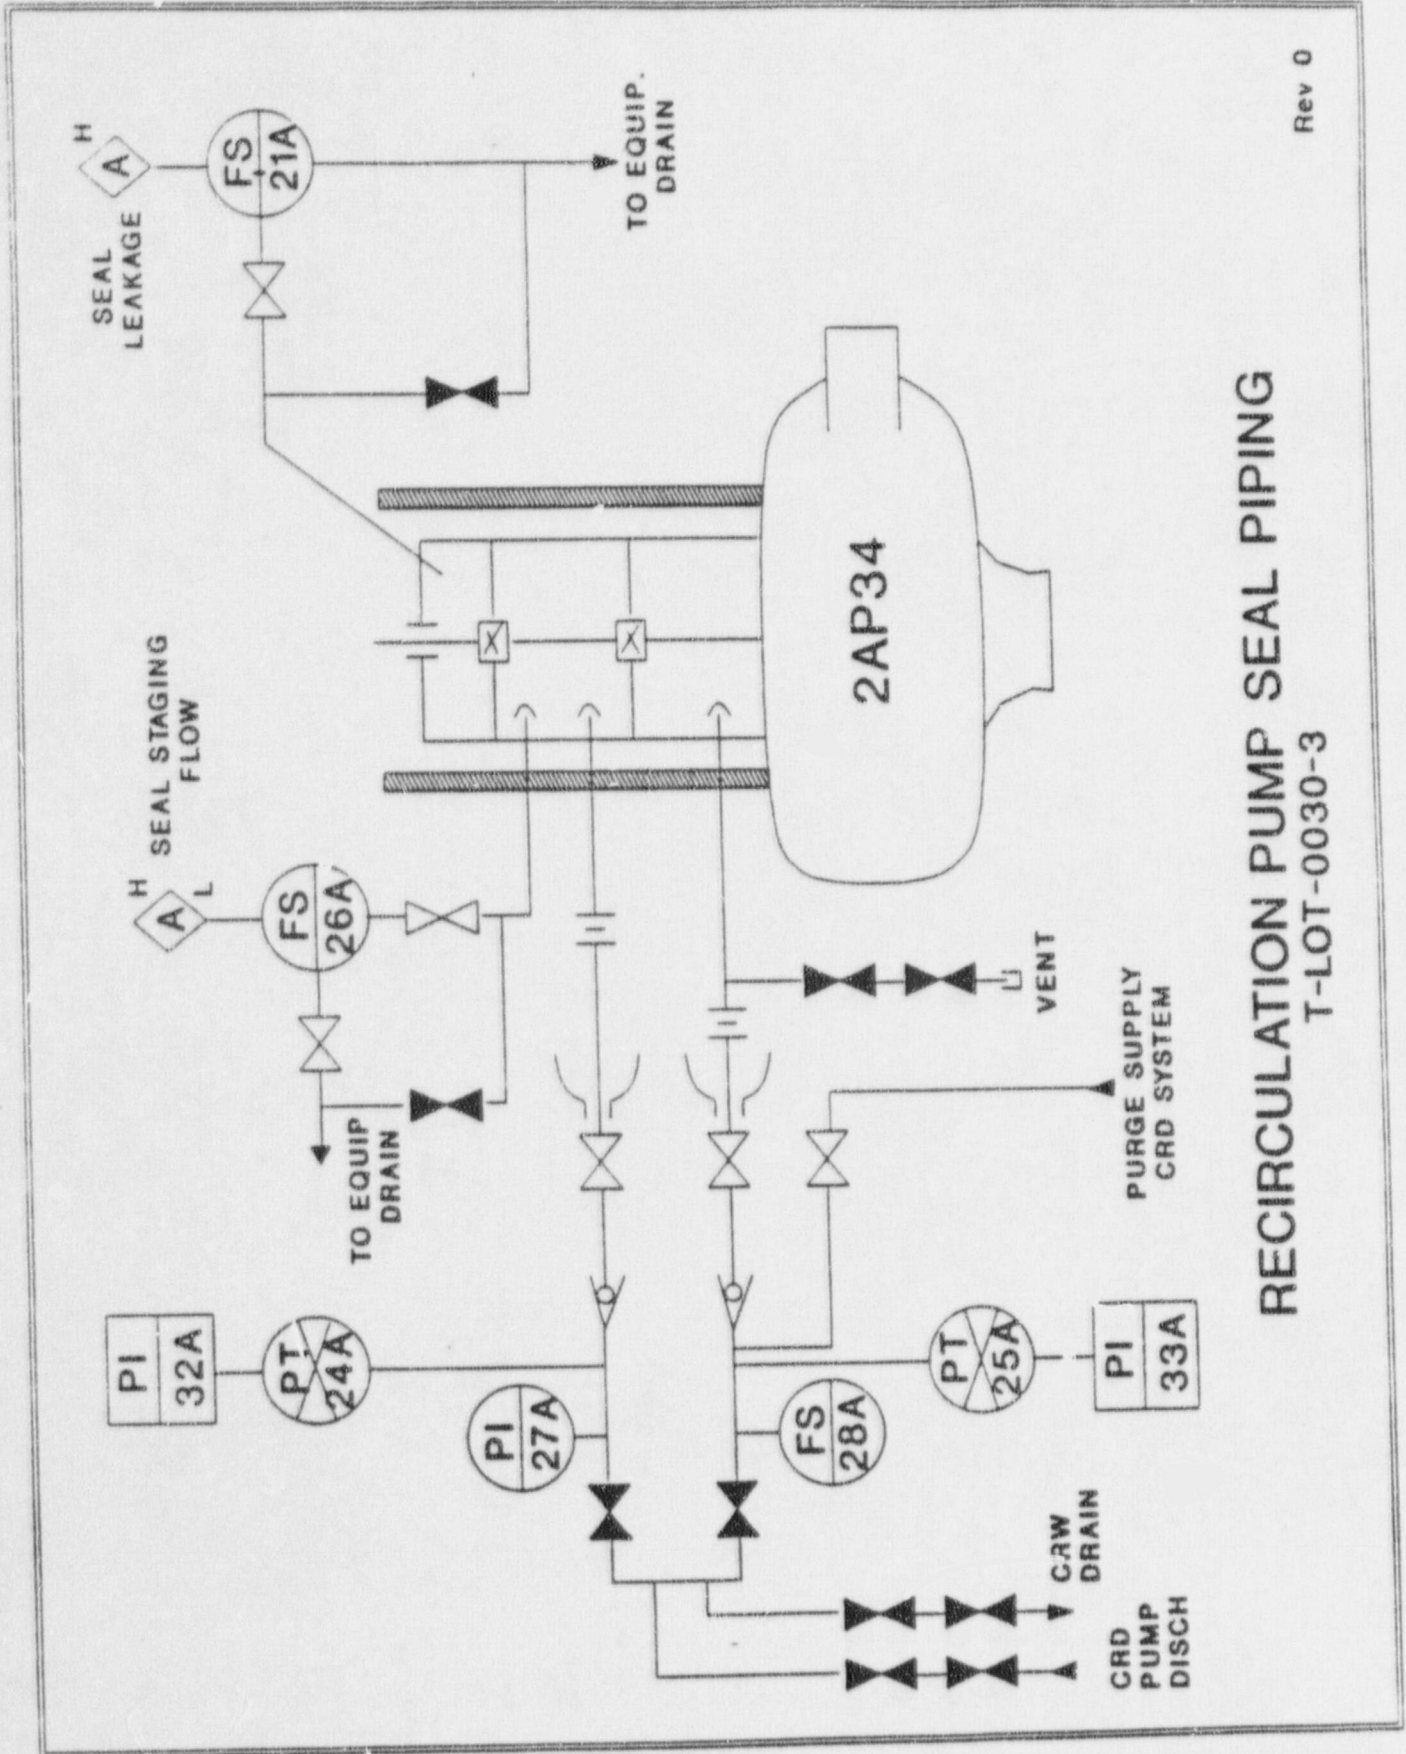 SEAL
LEAKAGE
A
H
FS
21A
TO EQUIP.
DRAIN
SEAL STAGING
FLOW
A
H
L
FS
26A
TO EQUIP
DRAIN
PI
32A
PT
24A
PI
27A
FS
28A
PT
25A
PI
33A
2AP34
VENT
PURGE SUPPLY
CRD SYSTEM
CRW
DRAIN
CRD
PUMP
DISCH
RECIRCULATION PUMP SEAL PIPING
T-LOT-0030-3
Rev 0